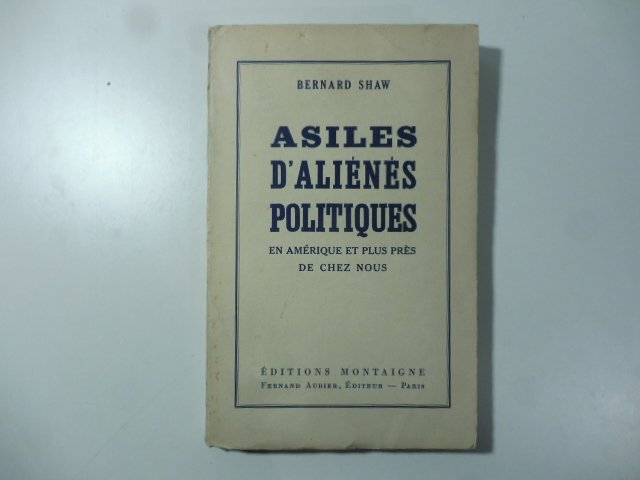 BERNARD SHAW
ASILES
D'ALIÉNÉS
POLITIQUES
EN AMÉRIQUE ET PLUS PRÈS
DE CHEZ NOUS
ÉDITIONS MONTAIGNE
FERNAND AUBIER, ÉDITEUR — PARIS